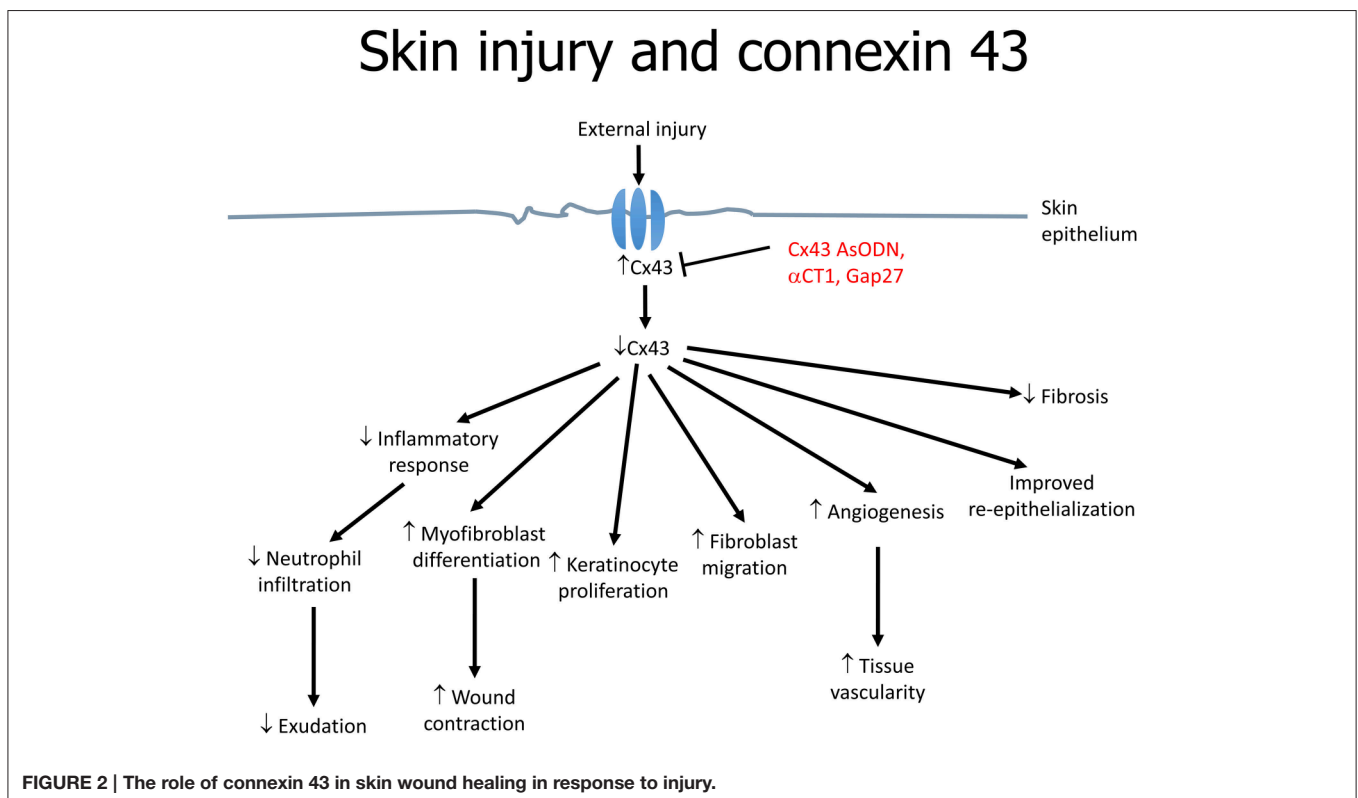 Skin injury and connexin 43
External injury
Skin
epithelium
↑Cx43
Cx43 AsODN,
αCT1, Gap27
↓Cx43
↓ Fibrosis
↓ Inflammatory
response
Improved
re-epithelialization
↑ Angiogenesis
↑ Myofibroblast
differentiation
↑ Fibroblast
migration
↓ Neutrophil
infiltration
↑ Keratinocyte
proliferation
↑ Tissue
vascularity
↑ Wound
contraction
↓ Exudation
FIGURE 2 | The role of connexin 43 in skin wound healing in response to injury.